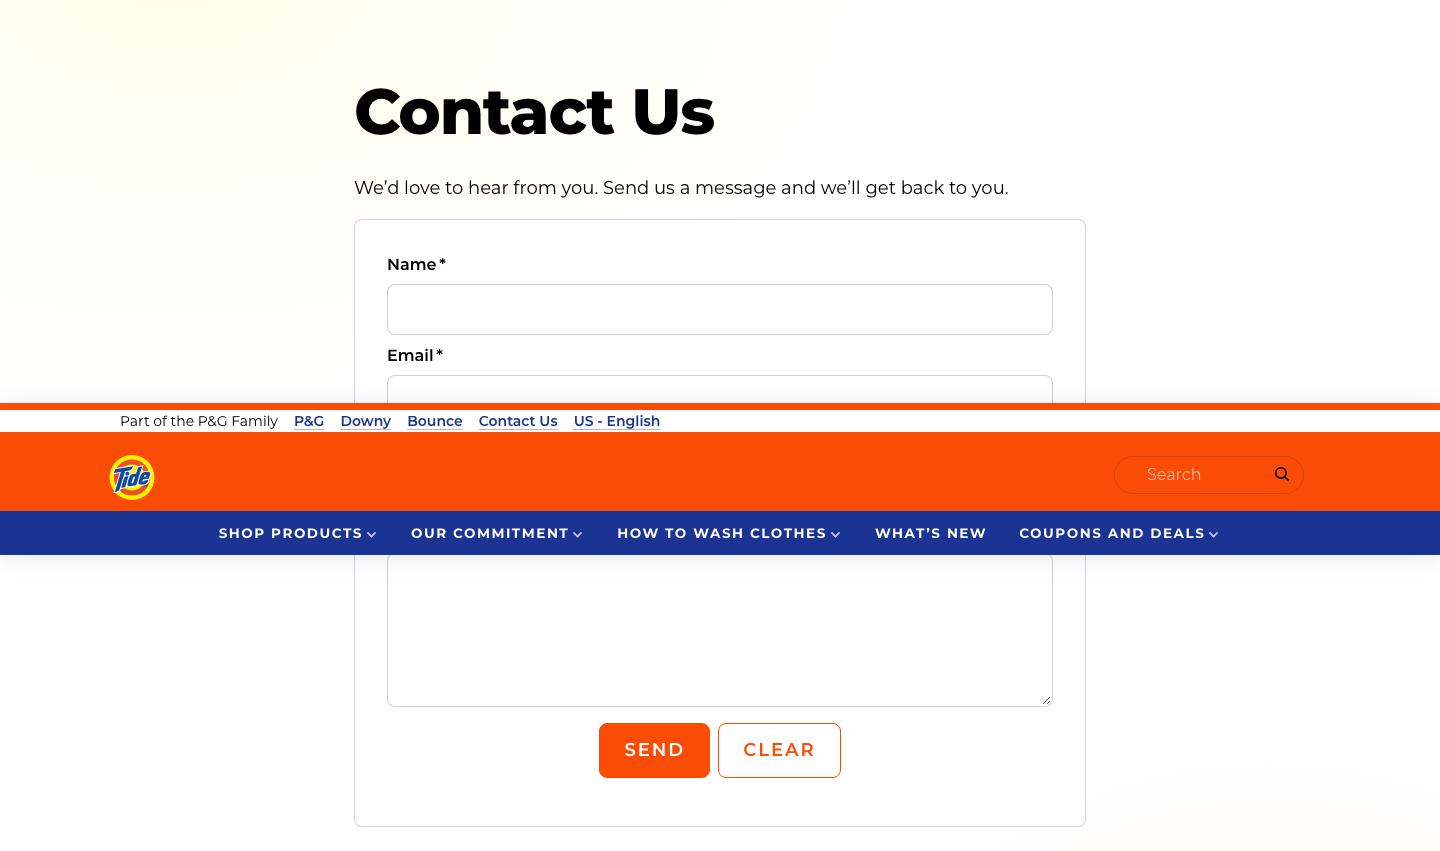 Contact Us
We’d love to hear from you. Send us a message and we’ll get back to you.
Name*
Email*
Part of the P&G Family P&G Downy Bounce Contact Us US - English
Tide
Search
SHOP PRODUCTS OUR COMMITMENT HOW TO WASH CLOTHES WHAT’S NEW COUPONS AND DEALS
SEND CLEAR